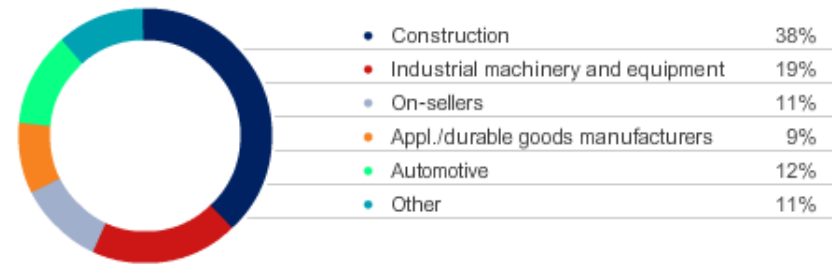 Construction 38%
Industrial machinery and equipment 19%
On-sellers 11%
Appl./durable goods manufacturers 9%
Automotive 12%
Other 11%